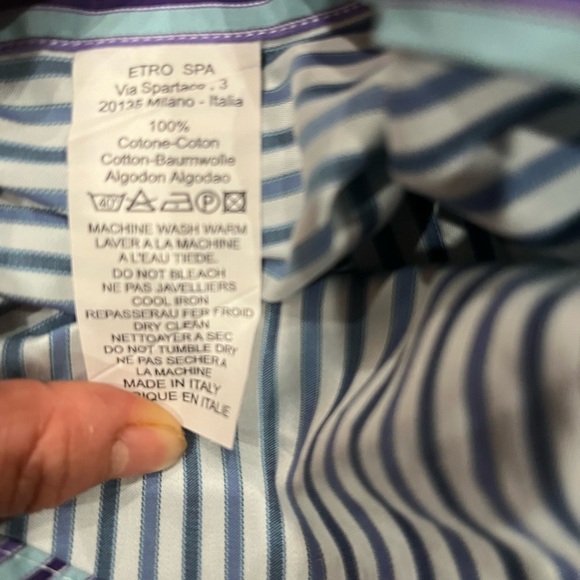 ETRO SPA
Via Spartaco, 3
20135 Milano - Italia
100%
Cotone-Coton
Cotton-Baumwolle
Algodon Algodao
40 A P
MACHINE WASH WARM
LAVER A LA MACHINE
A L'EAU TIEDE.
DO NOT BLEACH
NE PAS JAVELLIERS
COOL IRON
REPASSERAU FER FROID
DRY CLEAN
NETTOYER A SEC
DO NOT TUMBLE DRY
NE PAS SECHER A
LA MACHINE
MADE IN ITALY
RIQUE EN ITALIE